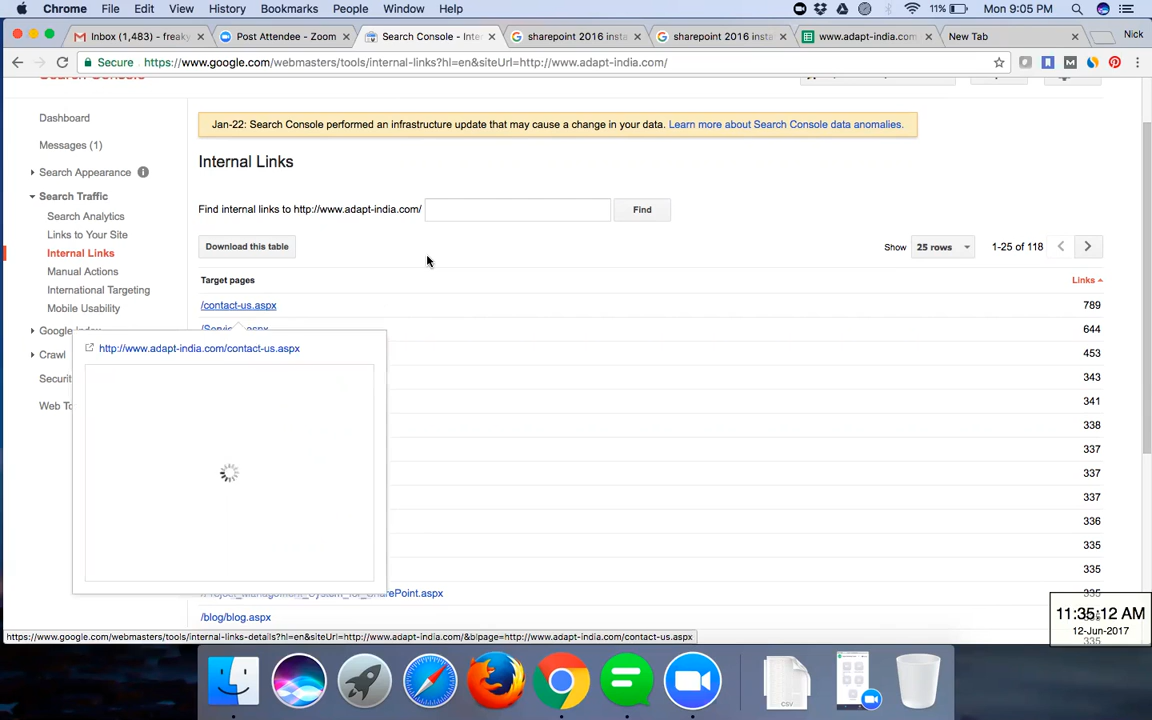 Chrome File Edit View History Bookmarks People Window Help 11% Mon 9:05 PM
Inbox (1,483) - freaky Post Attendee - Zoom Search Console - Inte sharepoint 2016 insta sharepoint 2016 insta www.adapt-india.com New Tab Nick
Secure https://www.google.com/webmasters/tools/internal-links?hl=en&siteUrl=http://www.adapt-india.com/
Dashboard
Jan-22: Search Console performed an infrastructure update that may cause a change in your data. Learn more about Search Console data anomalies.
Messages (1)
Internal Links
Search Appearance
Search Traffic
Find internal links to http://www.adapt-india.com/ Find
Search Analytics
Links to Your Site
Download this table Show 25 rows 1-25 of 118
Internal Links
Manual Actions
Target pages Links
International Targeting
/contact-us.aspx 789
Mobile Usability
644
Google
http://www.adapt-india.com/contact-us.aspx
Crawl 453
343
341
338
337
337
337
336
335
335
335
/blog/blog.aspx
https://www.google.com/webmasters/tools/internal-links-details?hl=en&siteUrl=http://www.adapt-india.com/&bipage=http://www.adapt-india.com/contact-us.aspx
11:35:12 AM
12-Jun-2017
CSV